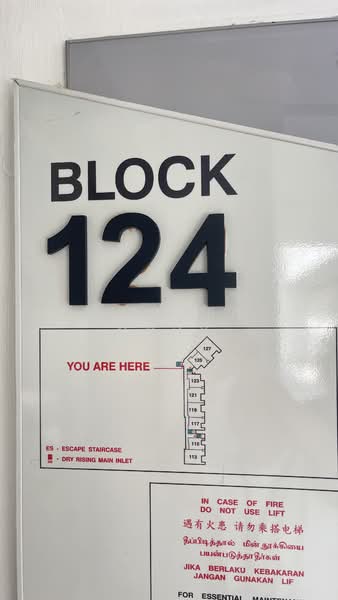 BLOCK
124
127
125
YOU ARE HERE
123
121
119
117
115
113
ES - ESCAPE STAIRCASE
- DRY RISING MAIN INLET
IN CASE OF FIRE
DO NOT USE LIFT
遇有火患 请勿乘搭电梯
தீப்பிடித்தால் மின்தூக்கியை
பயன்படுத்தாதீர்கள்
JIKA BERLAKU KEBAKARAN
JANGAN GUNAKAN LIF
FOR ESSENTIAL